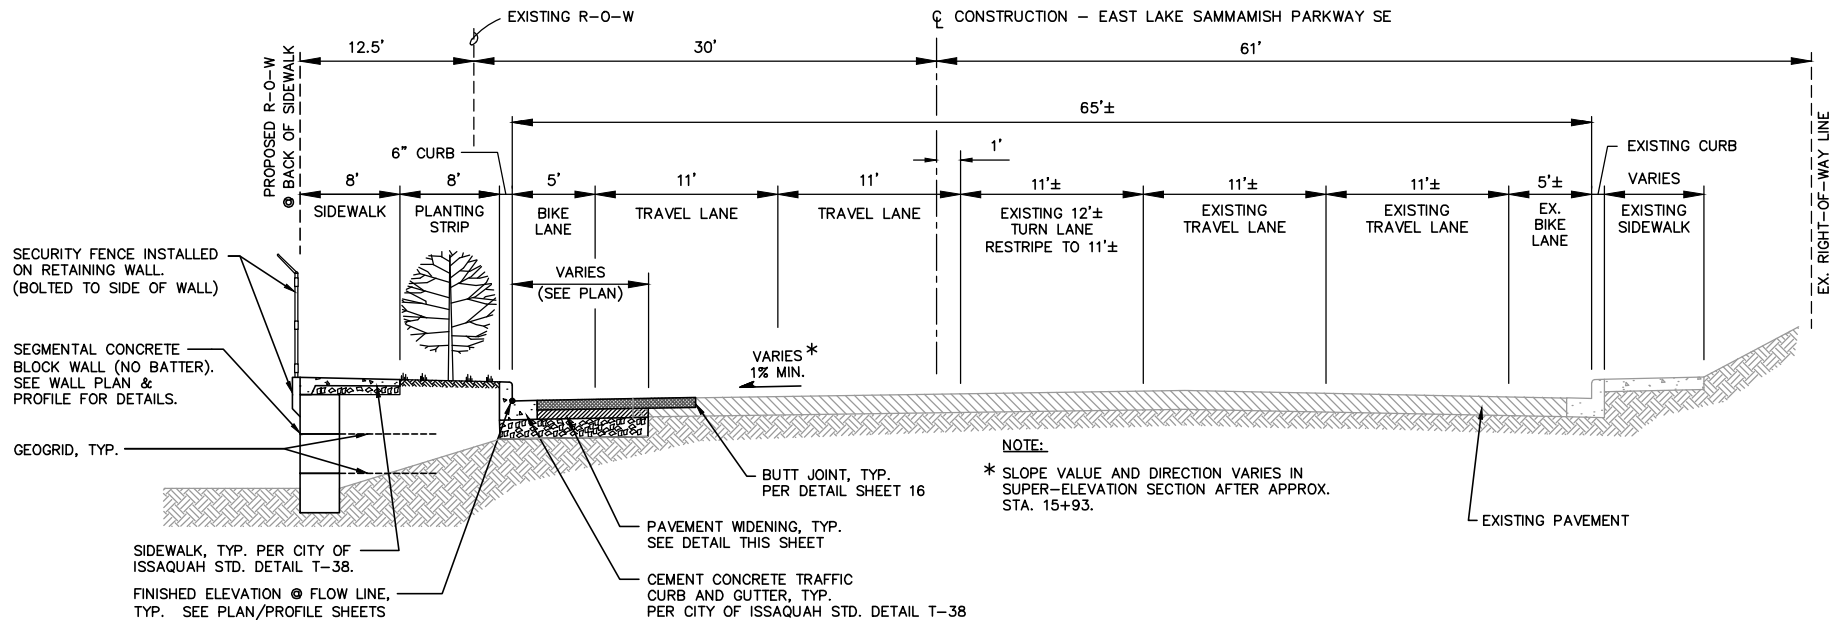 EXISTING R-O-W
℄ CONSTRUCTION - EAST LAKE SAMMAMISH PARKWAY SE
12.5'
30'
61'
PROPOSED R-O-W
@ BACK OF SIDEWALK
65'±
EX. RIGHT-OF-WAY LINE
6" CURB
1'
EXISTING CURB
8'
8'
5'
11'
11'
11'±
11'±
11'±
5'±
VARIES
SIDEWALK
PLANTING
STRIP
BIKE
LANE
TRAVEL LANE
TRAVEL LANE
EXISTING 12'±
TURN LANE
RESTRIPE TO 11'±
EXISTING
TRAVEL LANE
EXISTING
TRAVEL LANE
EX.
BIKE
LANE
EXISTING
SIDEWALK
SECURITY FENCE INSTALLED
ON RETAINING WALL.
(BOLTED TO SIDE OF WALL)
VARIES
(SEE PLAN)
SEGMENTAL CONCRETE
BLOCK WALL (NO BATTER).
SEE WALL PLAN &
PROFILE FOR DETAILS.
VARIES*
1% MIN.
GEOGRID, TYP.
NOTE:
* SLOPE VALUE AND DIRECTION VARIES IN
SUPER-ELEVATION SECTION AFTER APPROX.
STA. 15+93.
BUTT JOINT, TYP.
PER DETAIL SHEET 16
EXISTING PAVEMENT
PAVEMENT WIDENING, TYP.
SEE DETAIL THIS SHEET
SIDEWALK, TYP. PER CITY OF
ISSAQUAH STD. DETAIL T-38.
CEMENT CONCRETE TRAFFIC
CURB AND GUTTER, TYP.
PER CITY OF ISSAQUAH STD. DETAIL T-38
FINISHED ELEVATION @ FLOW LINE,
TYP. SEE PLAN/PROFILE SHEETS